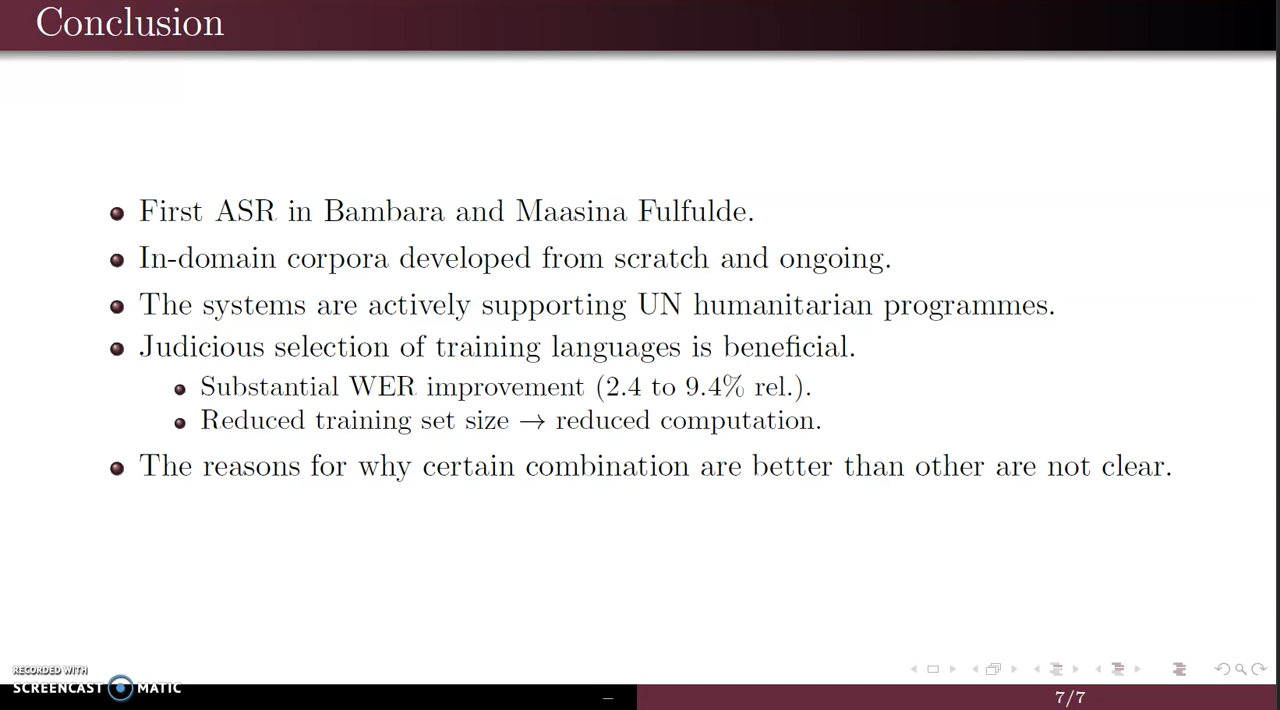 Conclusion
First ASR in Bambara and Maasina Fulfulde.
In-domain corpora developed from scratch and ongoing.
The systems are actively supporting UN humanitarian programmes.
Judicious selection of training languages is beneficial.
Substantial WER improvement (2.4 to 9.4% rel.).
Reduced training set size → reduced computation.
The reasons for why certain combination are better than other are not clear.
RECORDED WITH
SCREENCAST MATIC
7/7